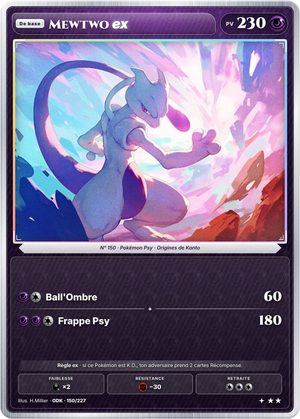 De base MEWTWO ex PV 230
N° 150 · Pokémon Psy · Origines de Kanto
Ball'Ombre 60
Frappe Psy 180
Règle ex - si ce Pokémon est K.O., ton adversaire prend 2 cartes Récompense.
FAIBLESSE RÉSISTANCE RETRAITE
×2 -30
Illus. H.Millier · ODK · 150/227